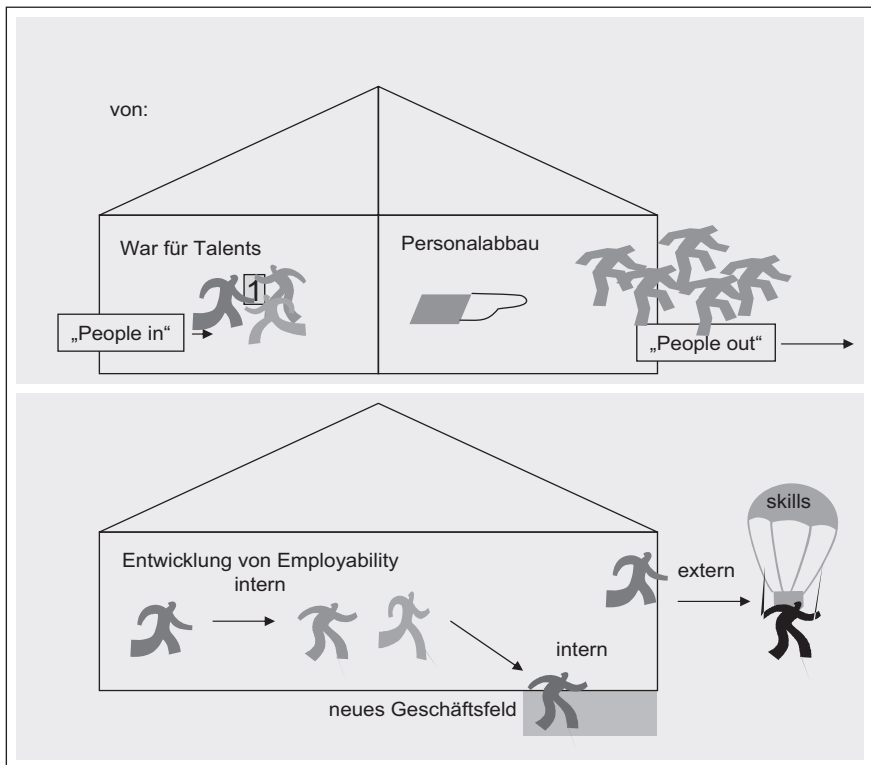 von:
War für Talents
Personalabbau
1
„People in“
„People out“
skills
Entwicklung von Employability
intern
extern
intern
neues Geschäftsfeld